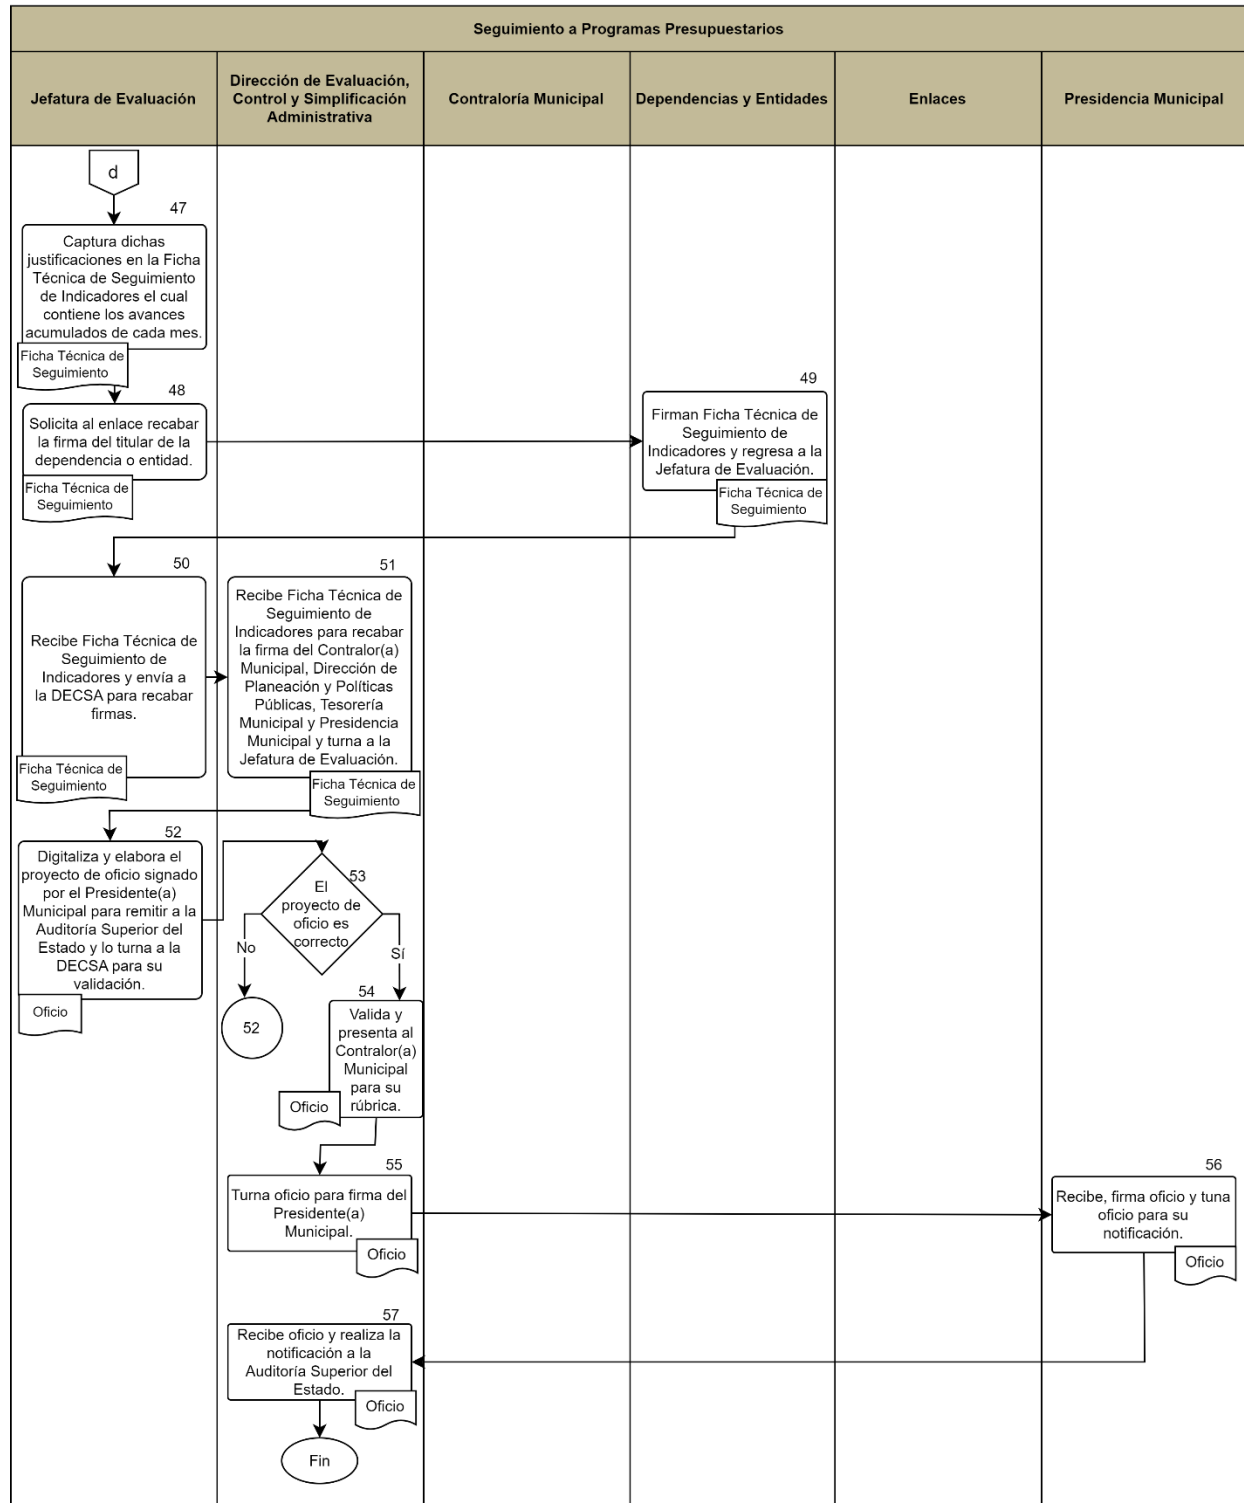 Seguimiento a Programas Presupuestarios
Jefatura de Evaluación
Dirección de Evaluación,
Control y Simplificación
Administrativa
Contraloría Municipal
Dependencias y Entidades
Enlaces
Presidencia Municipal
d
47
Captura dichas
justificaciones en la Ficha
Técnica de Seguimiento
de Indicadores el cual
contiene los avances
acumulados de cada mes.
Ficha Técnica de
Seguimiento
48
Solicita al enlace recabar
la firma del titular de la
dependencia o entidad.
Ficha Técnica de
Seguimiento
49
Firman Ficha Técnica de
Seguimiento de
Indicadores y regresa a la
Jefatura de Evaluación.
Ficha Técnica de
Seguimiento
50
Recibe Ficha Técnica de
Seguimiento de
Indicadores y envía a
la DECSA para recabar
firmas.
Ficha Técnica de
Seguimiento
51
Recibe Ficha Técnica de
Seguimiento de
Indicadores para recabar
la firma del Contralor(a)
Municipal, Dirección de
Planeación y Políticas
Públicas, Tesorería
Municipal y Presidencia
Municipal y turna a la
Jefatura de Evaluación.
Ficha Técnica de
Seguimiento
52
Digitaliza y elabora el
proyecto de oficio signado
por el Presidente(a)
Municipal para remitir a la
Auditoría Superior del
Estado y lo turna a la
DECSA para su
validación.
Oficio
53
El
proyecto de
oficio es
correcto
No
Sí
52
54
Valida y
presenta al
Contralor(a)
Municipal
para su
rúbrica.
Oficio
55
Turna oficio para firma del
Presidente(a)
Municipal.
Oficio
56
Recibe, firma oficio y tuna
oficio para su
notificación.
Oficio
57
Recibe oficio y realiza la
notificación a la
Auditoría Superior del
Estado.
Oficio
Fin